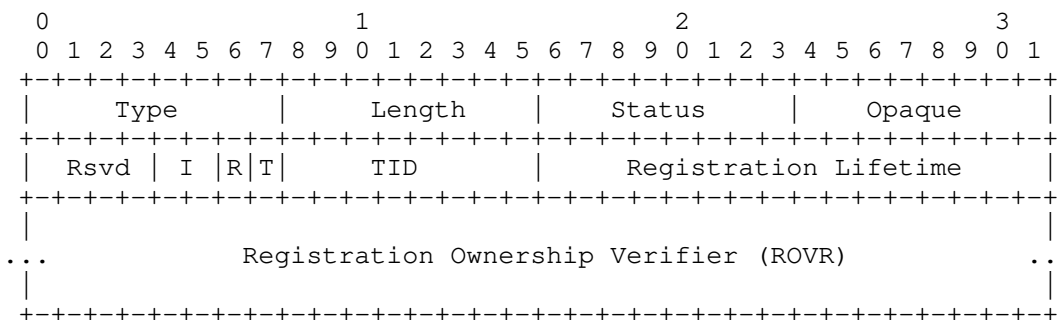 0                   1                   2                   3
 0 1 2 3 4 5 6 7 8 9 0 1 2 3 4 5 6 7 8 9 0 1 2 3 4 5 6 7 8 9 0 1
+-+-+-+-+-+-+-+-+-+-+-+-+-+-+-+-+-+-+-+-+-+-+-+-+-+-+-+-+-+-+-+-+
|     Type      |     Length    |    Status     |    Opaque     |
+-+-+-+-+-+-+-+-+-+-+-+-+-+-+-+-+-+-+-+-+-+-+-+-+-+-+-+-+-+-+-+-+
|  Rsvd | I |R|T|     TID       |     Registration Lifetime     |
+-+-+-+-+-+-+-+-+-+-+-+-+-+-+-+-+-+-+-+-+-+-+-+-+-+-+-+-+-+-+-+-+
|                                                               |
...            Registration Ownership Verifier (ROVR)           ..
|                                                               |
+-+-+-+-+-+-+-+-+-+-+-+-+-+-+-+-+-+-+-+-+-+-+-+-+-+-+-+-+-+-+-+-+